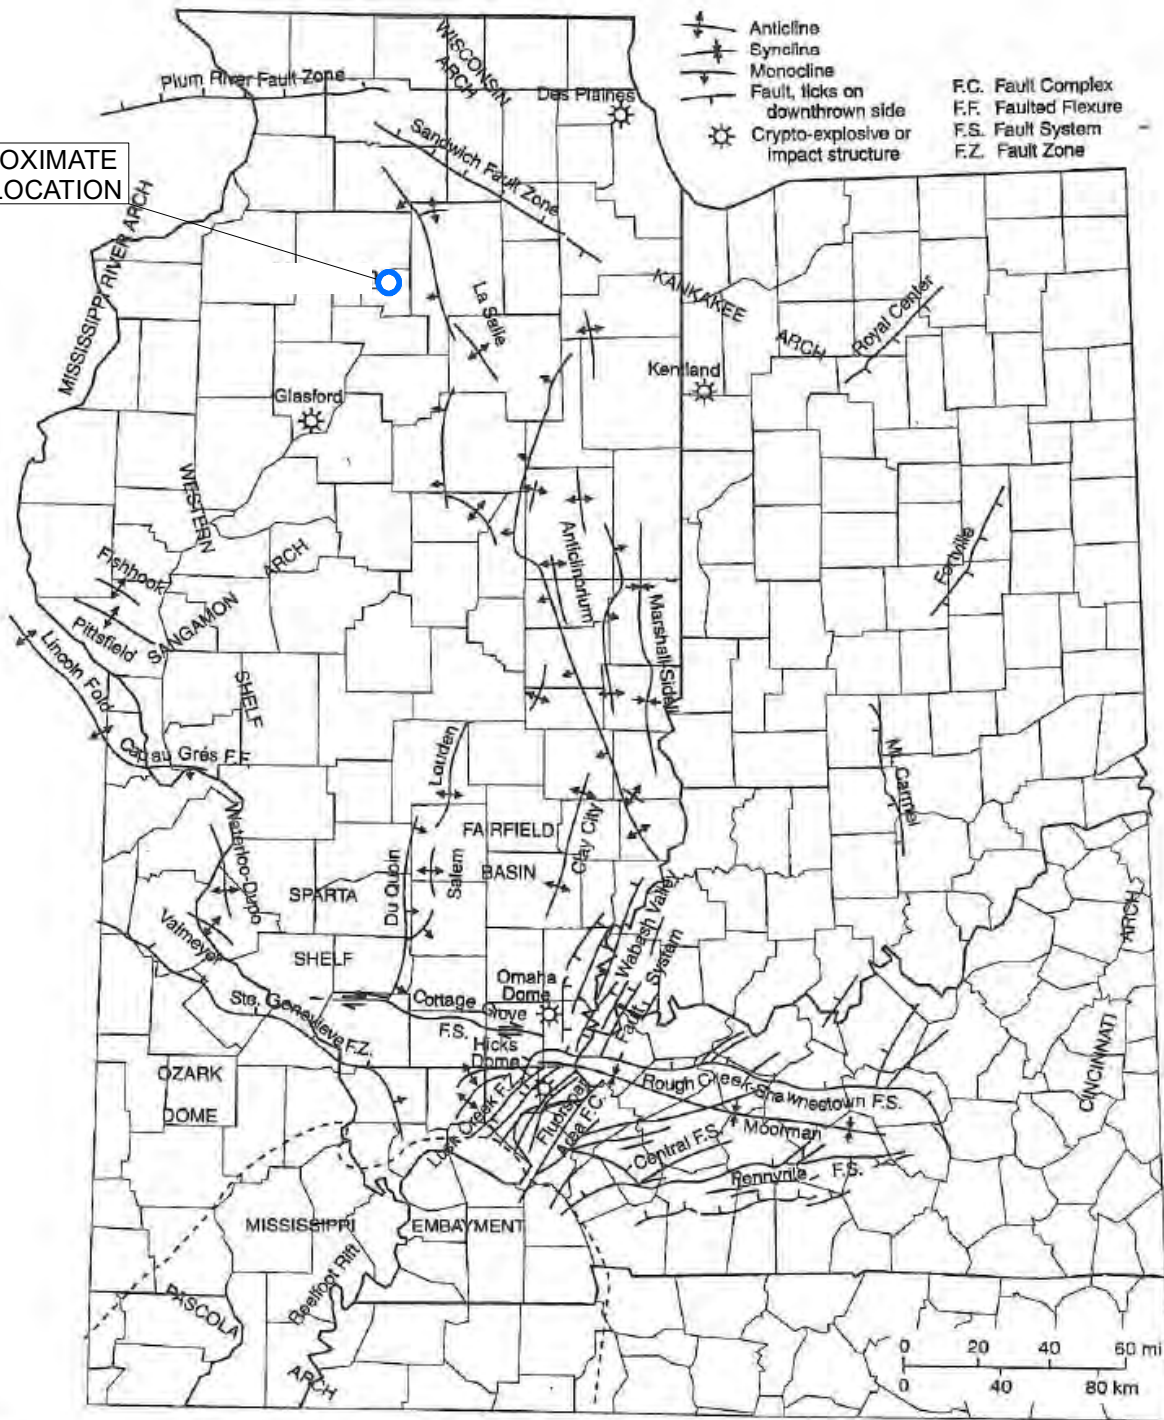 Anticline
Syncline
Monocline
Fault, ticks on
downthrown side
Crypto-explosive or
impact structure
F.C. Fault Complex
F.F. Faulted Flexure
F.S. Fault System
F.Z. Fault Zone
WISCONSIN
ARCH
Plum River Fault Zone
Des Plaines
Sandwich Fault Zone
OXIMATE
LOCATION
MISSISSIPPI RIVER ARCH
La Salle
KANKAKEE
ARCH
Royal Center
Kentland
Glasford
WESTERN
Fishhook
ARCH
Anticlinorium
Fortville
Pittsfield
SANGAMON
Marshall-Sidell
Lincoln Fold
SHELF
Cap au Grés F.F.
Louden
Mt. Carmel
Waterloo-Dupo
FAIRFIELD
Clay City
BASIN
Du Quoin
Salem
SPARTA
Valmeyer
SHELF
Wabash Valley
Fault System
ARCH
Omaha
Dome
Ste. Genevieve F.Z.
Cottage
Grove
F.S.
Hicks
Dome
OZARK
DOME
Rough Creek-Shawneetown F.S.
CINCINNATI
Lusk Creek F.Z.
Fluorspar
Area F.C.
Moorman
Central F.S.
Pennyrile F.S.
MISSISSIPPI
EMBAYMENT
Reelfoot Rift
PASCOLA
ARCH
0 20 40 60 mi
0 40 80 km